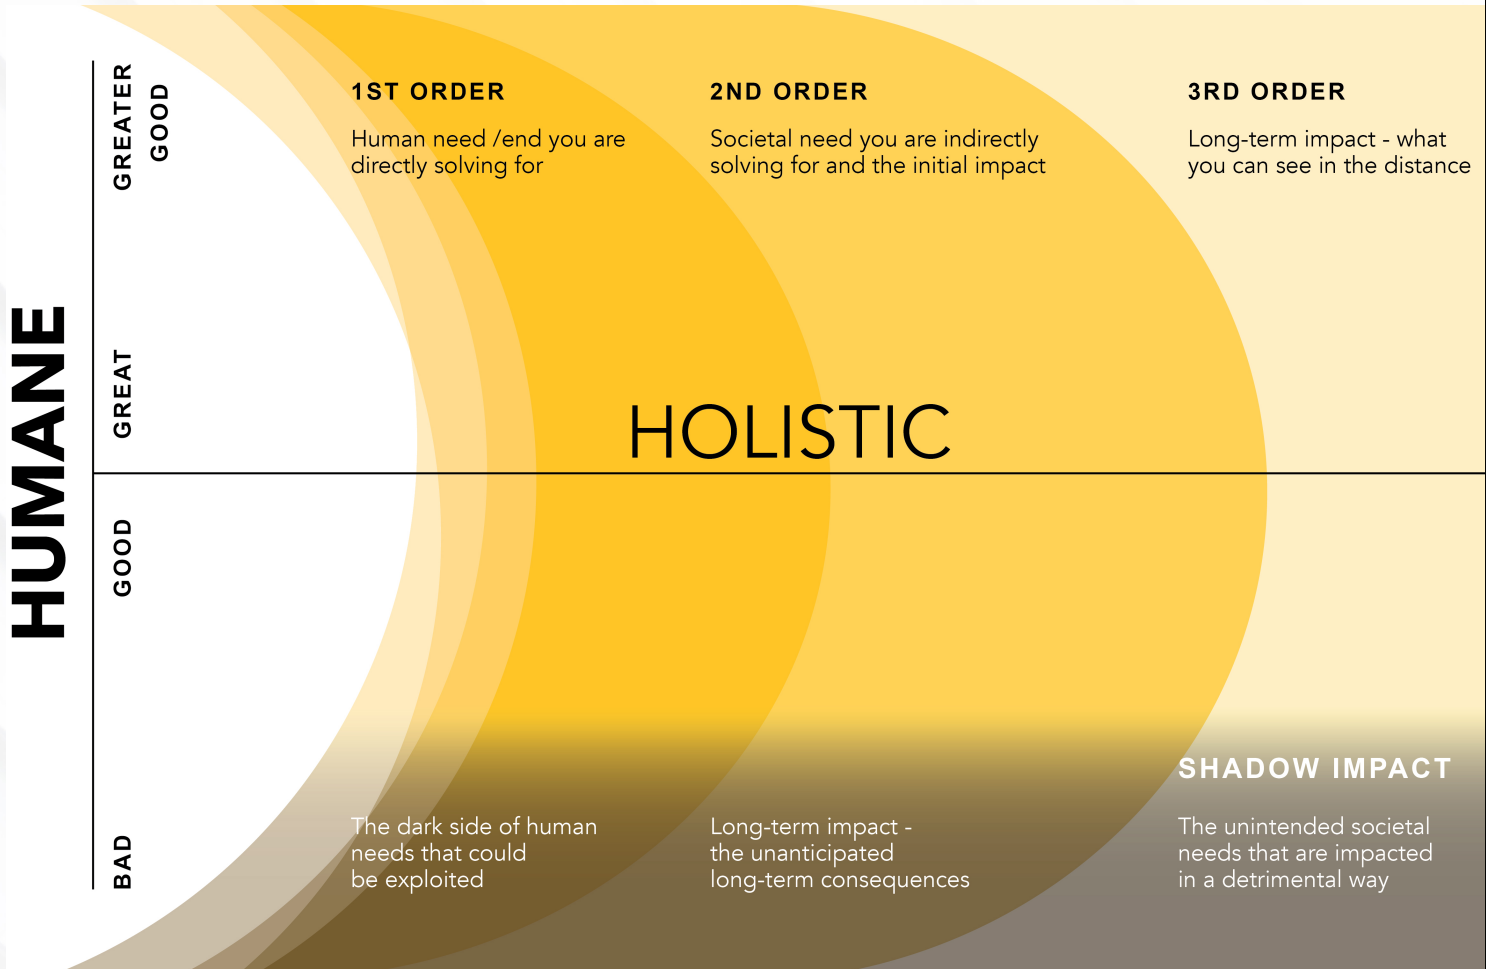 HUMANE
GREATER
GOOD
GREAT
GOOD
BAD
1ST ORDER
Human need /end you are
directly solving for
2ND ORDER
Societal need you are indirectly
solving for and the initial impact
3RD ORDER
Long-term impact - what
you can see in the distance
HOLISTIC
SHADOW IMPACT
The dark side of human
needs that could
be exploited
Long-term impact -
the unanticipated
long-term consequences
The unintended societal
needs that are impacted
in a detrimental way